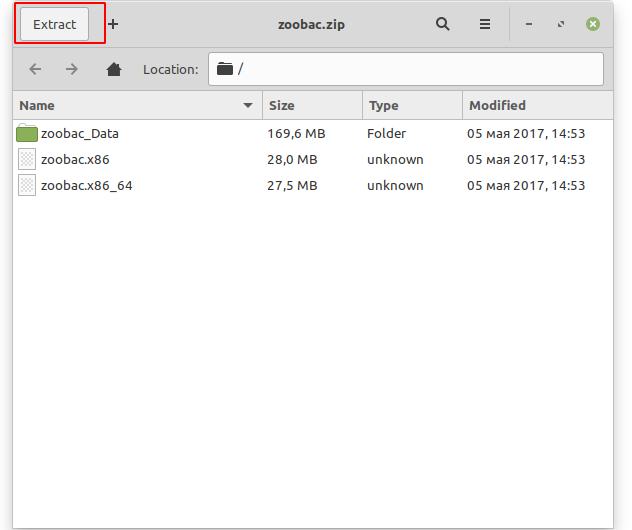 Extract zoobac.zip
Location: /
Name Size Type Modified
zoobac_Data 169,6 MB Folder 05 мая 2017, 14:53
zoobac.x86 28,0 MB unknown 05 мая 2017, 14:53
zoobac.x86_64 27,5 MB unknown 05 мая 2017, 14:53